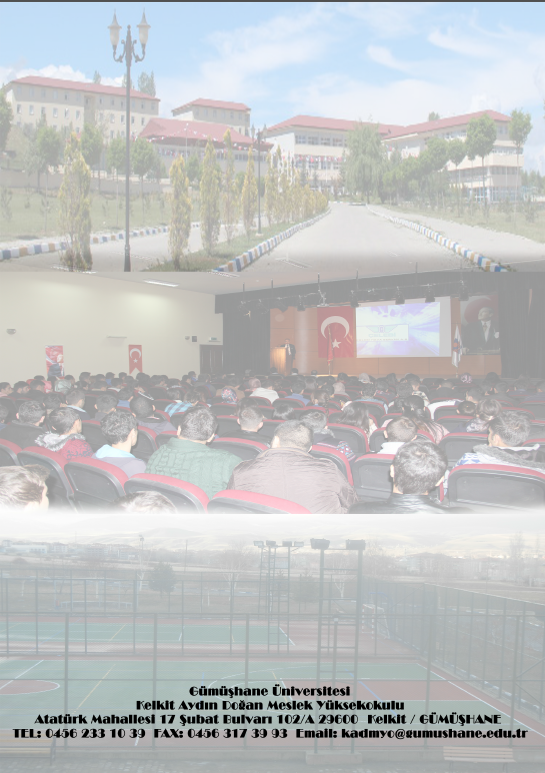 Gümüşhane Üniversitesi
Kelkit Aydın Doğan Meslek Yüksekokulu
Atatürk Mahallesi 17 Şubat Bulvarı 102/A 29600 Kelkit / GÜMÜŞHANE
TEL: 0456 233 10 39 FAX: 0456 317 39 93 Email: kadmyo@gumushane.edu.tr